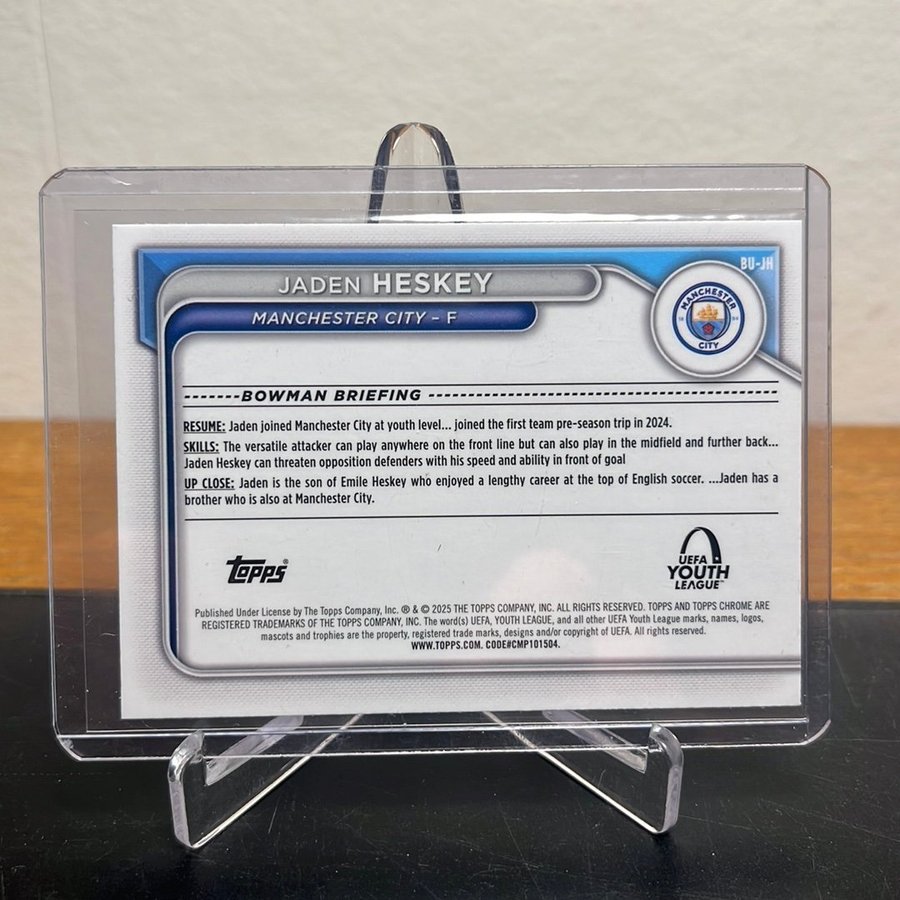 BU-JH
JADEN HESKEY
MANCHESTER CITY – F
MANCHESTER
18 94
CITY
BOWMAN BRIEFING
RESUME: Jaden joined Manchester City at youth level... joined the first team pre-season trip in 2024.
SKILLS: The versatile attacker can play anywhere on the front line but can also play in the midfield and further back...
Jaden Heskey can threaten opposition defenders with his speed and ability in front of goal
UP CLOSE: Jaden is the son of Emile Heskey who enjoyed a lengthy career at the top of English soccer. ...Jaden has a
brother who is also at Manchester City.
Topps®
UEFA
YOUTH
LEAGUE™
Published Under License by The Topps Company, Inc. ® & © 2025 THE TOPPS COMPANY, INC. ALL RIGHTS RESERVED. TOPPS AND TOPPS CHROME ARE
REGISTERED TRADEMARKS OF THE TOPPS COMPANY, INC. The word(s) UEFA, YOUTH LEAGUE, and all other UEFA Youth League marks, names, logos,
mascots and trophies are the property, registered trade marks, designs and/or copyright of UEFA. All rights reserved.
WWW.TOPPS.COM. CODE#CMP101504.